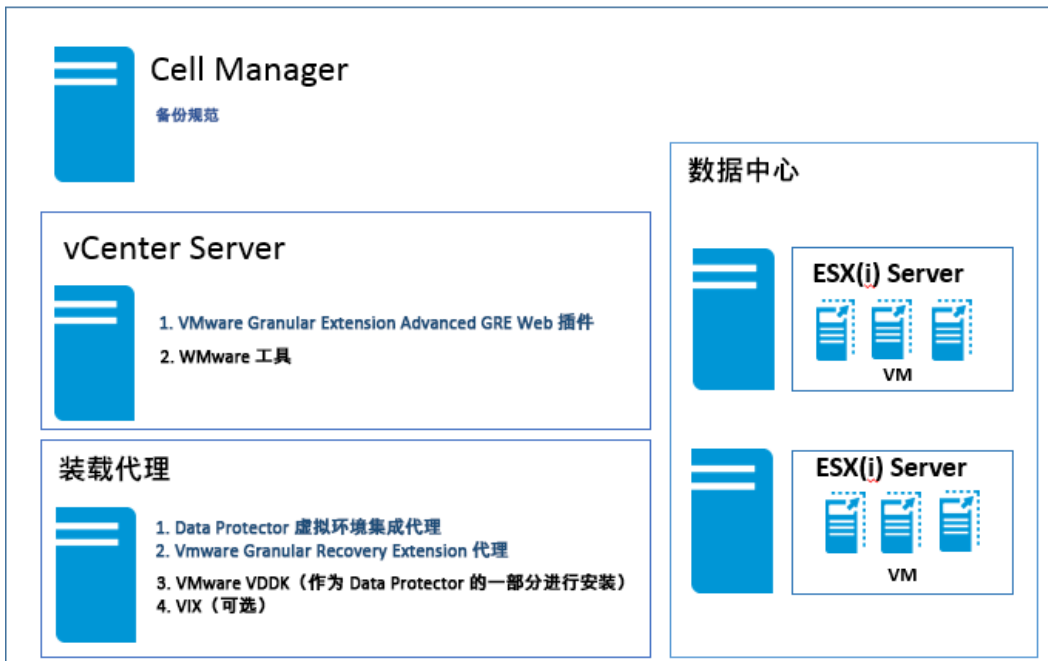 Cell Manager
备份规范
vCenter Server
1. VMware Granular Extension Advanced GRE Web 插件
2. WMware 工具
装载代理
1. Data Protector 虚拟环境集成代理
2. Vmware Granular Recovery Extension 代理
3. VMware VDDK（作为 Data Protector 的一部分进行安装）
4. VIX（可选）
数据中心
ESX(i) Server
VM
ESX(i) Server
VM